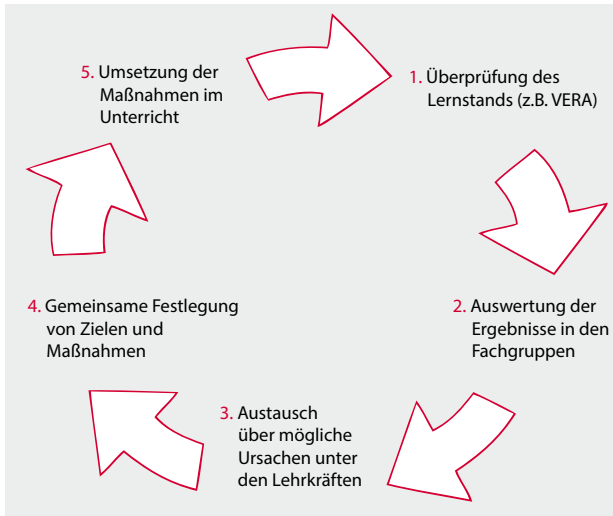 1. Überprüfung des
Lernstands (z.B. VERA)
2. Auswertung der
Ergebnisse in den
Fachgruppen
3. Austausch
über mögliche
Ursachen unter
den Lehrkräften
4. Gemeinsame Festlegung
von Zielen und
Maßnahmen
5. Umsetzung der
Maßnahmen im
Unterricht